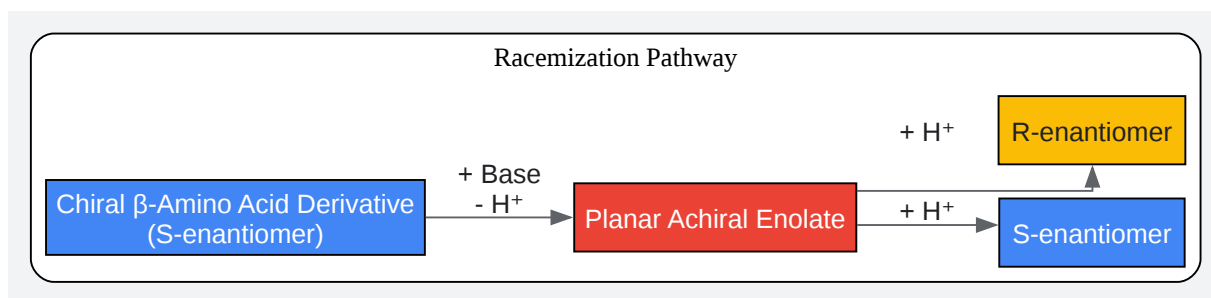 Racemization Pathway
Chiral β-Amino Acid Derivative
(S-enantiomer)
+ Base
- H⁺
Planar Achiral Enolate
+ H⁺
R-enantiomer
+ H⁺
S-enantiomer